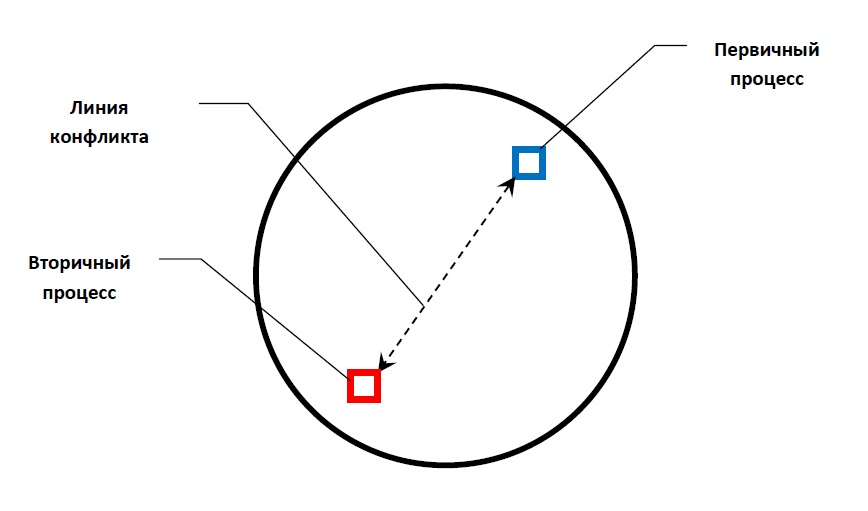 Первичный
процесс
Линия
конфликта
Вторичный
процесс